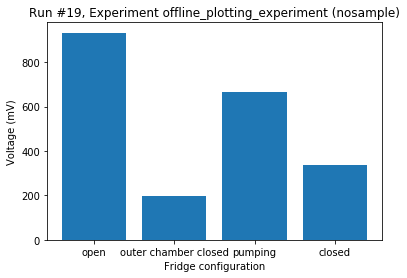 Run #19, Experiment offline_plotting_experiment (nosample)
Voltage (mV)
800
600
400
200
0
open
outer chamber closed
pumping
closed
Fridge configuration